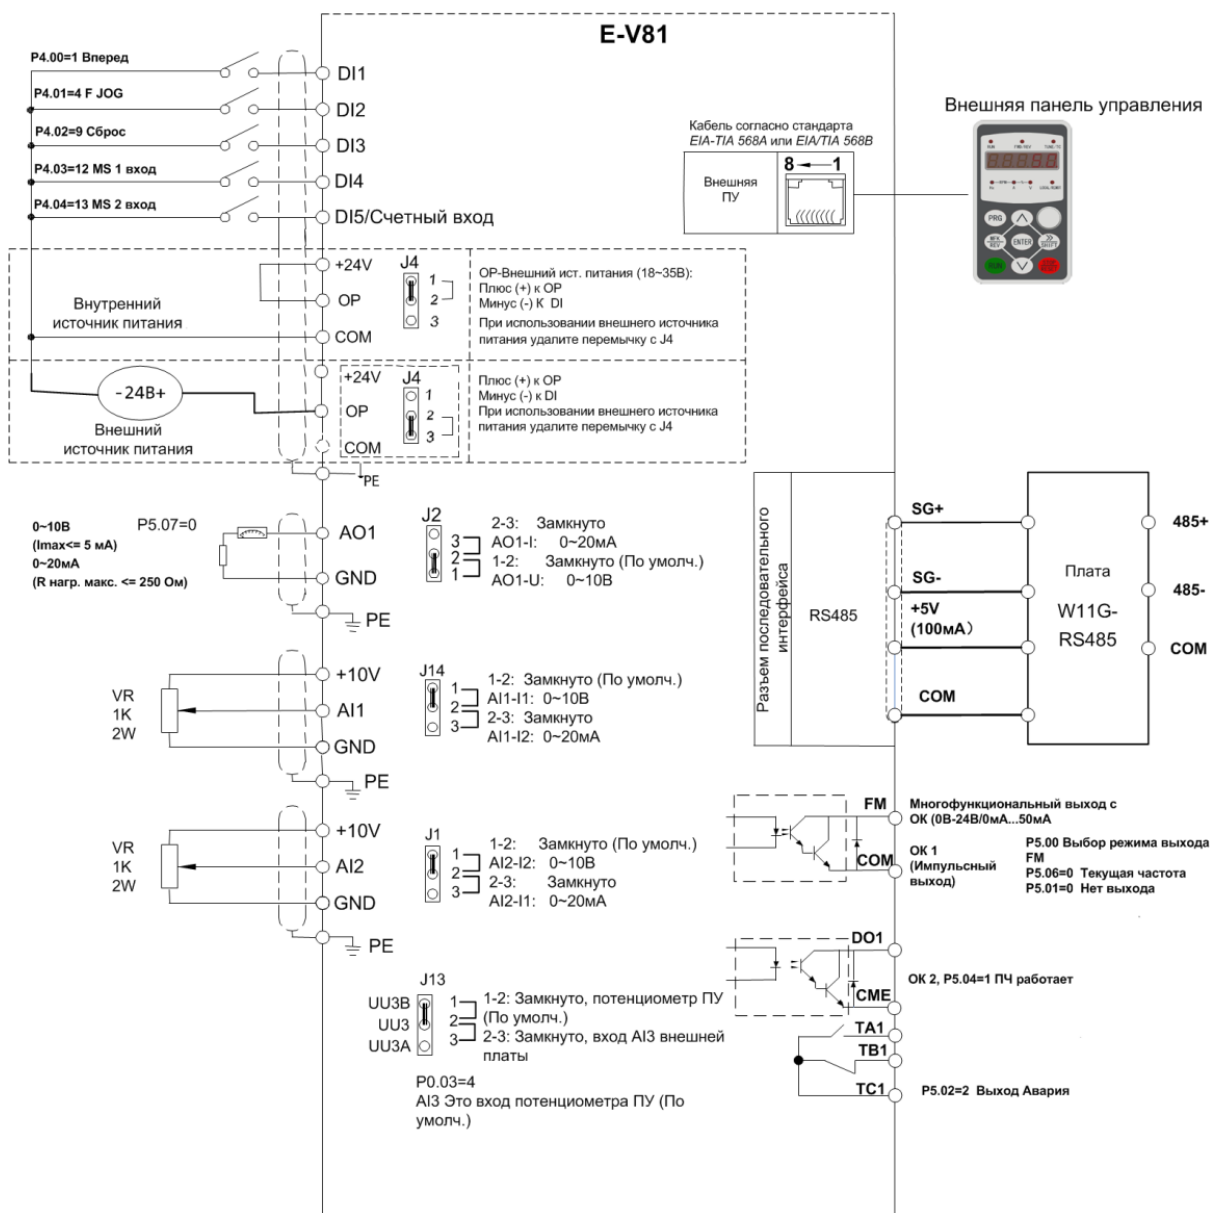 E-V81
P4.00=1 Вперед
DI1
P4.01=4 F JOG
DI2
P4.02=9 Сброс
DI3
P4.03=12 MS 1 вход
DI4
P4.04=13 MS 2 вход
DI5/Счетный вход
Внешняя панель управления
Кабель согласно стандарта
EIA-TIA 568A или EIA/TIA 568B
Внешняя
ПУ
8 1
PRG
ENTER
RUN
+24V
OP
COM
J4
1
2
3
Внутренний
источник питания
ОР-Внешний ист. питания (18~35В):
Плюс (+) к ОР
Минус (-) К DI
При использовании внешнего источника
питания удалите перемычку с J4
-24В+
Внешний
источник питания
+24V
OP
COM
J4
1
2
3
Плюс (+) к ОР
Минус (-) к DI
При использовании внешнего источника
питания удалите перемычку с J4
PE
0~10В
(Imax<= 5 мА)
0~20мА
(R нагр. макс. <= 250 Ом)
P5.07=0
AO1
GND
PE
J2
3
2
1
2-3: Замкнуто
AO1-I: 0~20мА
1-2: Замкнуто (По умолч.)
AO1-U: 0~10В
VR
1K
2W
+10V
AI1
GND
PE
J14
1
2
3
1-2: Замкнуто (По умолч.)
AI1-I1: 0~10В
2-3: Замкнуто
AI1-I2: 0~20мА
VR
1K
2W
+10V
AI2
GND
PE
J1
1
2
3
1-2: Замкнуто (По умолч.)
AI2-I2: 0~10В
2-3: Замкнуто
AI2-I1: 0~20мА
J13
UU3B
UU3
UU3A
1
2
3
1-2: Замкнуто, потенциометр ПУ
(По умолч.)
2-3: Замкнуто, вход AI3 внешней
платы
P0.03=4
AI3 Это вход потенциометра ПУ (По
умолч.)
Разъем последовательного
интерфейса
RS485
SG+
SG-
+5V
(100мА)
COM
Плата
W11G-
RS485
485+
485-
COM
FM
COM
Многофункциональный выход с
ОК (0В-24В/0мА...50мА
ОК 1
(Импульсный
выход)
P5.00 Выбор режима выхода
FM
P5.06=0 Текущая частота
P5.01=0 Нет выхода
DO1
CME
ОК 2, P5.04=1 ПЧ работает
TA1
TB1
TC1
P5.02=2 Выход Авария